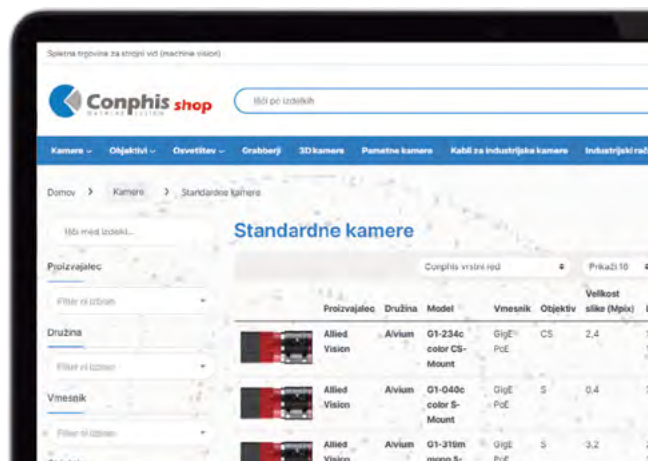 Spletna trgovina za strojni vid (machine vision)
Conphis shop
MACHINE VISION
Išči po izdelkih
Kamere Objektivi Osvetlitev Grabberji 3D kamere Pametne kamere Kabli za industrijske kamere Industrijski
Domov > Kamere > Standardne kamere
Išči med izdelki...
Standardne kamere
Proizvajalec
Conphis vrstni red
Prikaži 16
Filter ni izbran
Proizvajalec Družina Model Vmesnik Objektiv Velikost slike (Mpix)
Družina
Allied Vision Alvium G1-234c color CS-Mount GigE PoE CS 2,4
Filter ni izbran
Vmesnik
Allied Vision Alvium G1-040c color S-Mount GigE PoE S 0,4
Filter ni izbran
Allied Vision Alvium G1-319m mono S- GigE PoE S 3,2